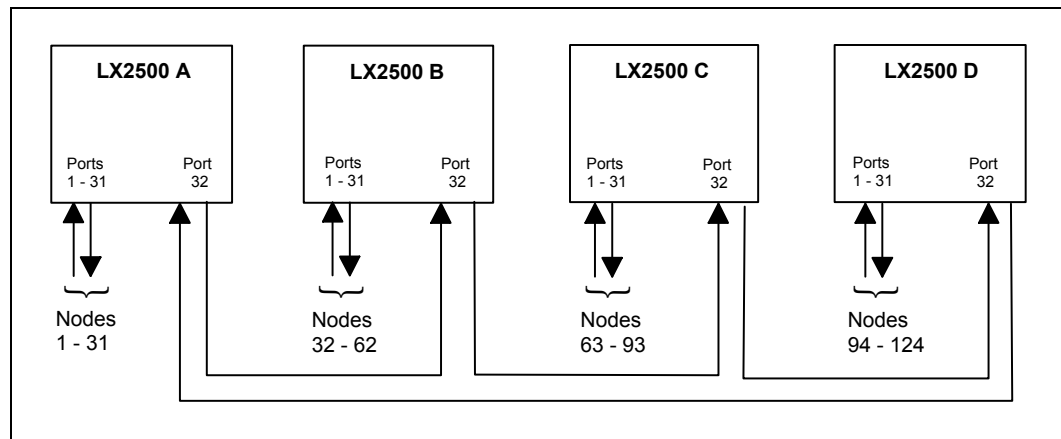 LX2500 A
Ports
1 - 31
Port
32
Nodes
1 - 31
LX2500 B
Ports
1 - 31
Port
32
Nodes
32 - 62
LX2500 C
Ports
1 - 31
Port
32
Nodes
63 - 93
LX2500 D
Ports
1 - 31
Port
32
Nodes
94 - 124